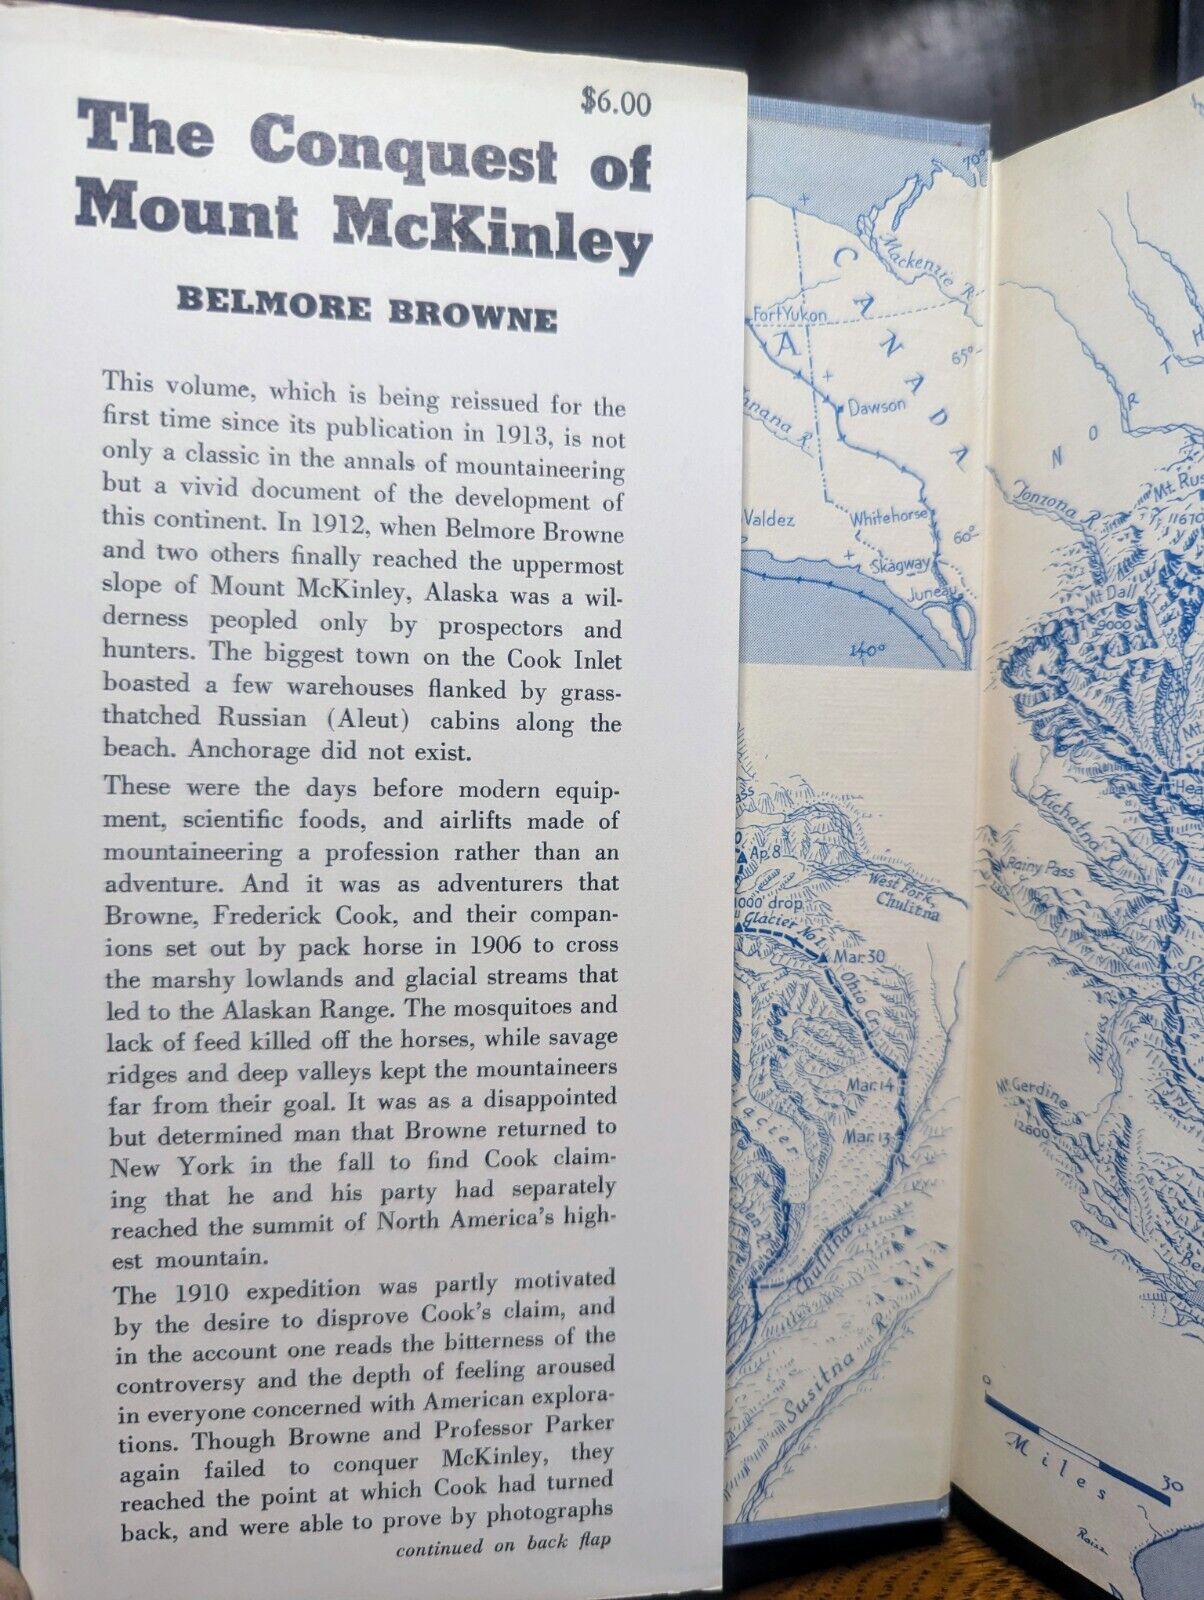 $6.00
The Conquest of
Mount McKinley
BELMORE BROWNE
This volume, which is being reissued for the
first time since its publication in 1913, is not
only a classic in the annals of mountaineering
but a vivid document of the development of
this continent. In 1912, when Belmore Browne
and two others finally reached the uppermost
slope of Mount McKinley, Alaska was a wil-
derness peopled only by prospectors and
hunters. The biggest town on the Cook Inlet
boasted a few warehouses flanked by grass-
thatched Russian (Aleut) cabins along the
beach. Anchorage did not exist.
These were the days before modern equip-
ment, scientific foods, and airlifts made of
mountaineering a profession rather than an
adventure. And it was as adventurers that
Browne, Frederick Cook, and their compan-
ions set out by pack horse in 1906 to cross
the marshy lowlands and glacial streams that
led to the Alaskan Range. The mosquitoes and
lack of feed killed off the horses, while savage
ridges and deep valleys kept the mountaineers
far from their goal. It was as a disappointed
but determined man that Browne returned to
New York in the fall to find Cook claim-
ing that he and his party had separately
reached the summit of North America's high-
est mountain.
The 1910 expedition was partly motivated
by the desire to disprove Cook's claim, and
in the account one reads the bitterness of the
controversy and the depth of feeling aroused
in everyone concerned with American explora-
tions. Though Browne and Professor Parker
again failed to conquer McKinley, they
reached the point at which Cook had turned
back, and were able to prove by photographs
continued on back flap
70°
Mackenzie R.
CANADA
Fort Yukon
A
65°
Dawson
nana R.
Valdez
Whitehorse
60°
Skagway
Juneau
140°
ass
Ap. 8
West Fork,
Chulitna
1000' drop
Glacier No 1
Mar. 30
Ohio Cr.
Mar. 14
Mar. 13
lacier
den R.
Chulitna R.
Susitna R.
H
T
R
O
N
Tonzona R.
Mt. Rus
11670
Mt Dall
9000
Mt.
Hea
Kichatna R.
Rainy Pass
Sk
Hayes R.
Mt. Gerdine
12600
Bel
0
30
Miles
Raisz